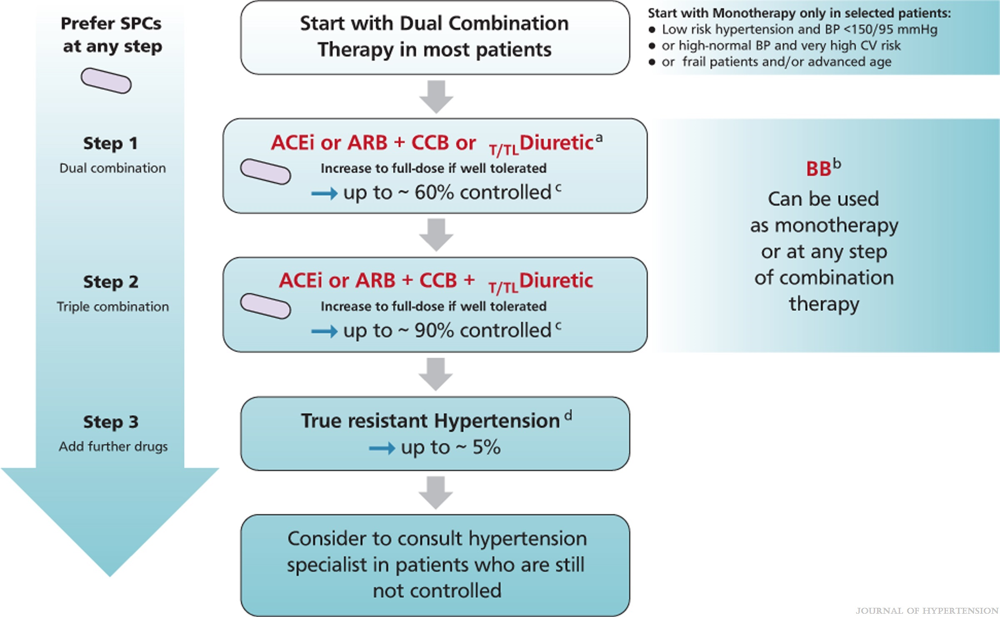 Prefer SPCs
at any step
Start with Dual Combination
Therapy in most patients
Start with Monotherapy only in selected patients:
● Low risk hypertension and BP <150/95 mmHg
● or high-normal BP and very high CV risk
● or frail patients and/or advanced age
Step 1
Dual combination
ACEi or ARB + CCB or T/TL Diuretic a
Increase to full-dose if well tolerated
up to ~ 60% controlled c
BB b
Can be used
as monotherapy
or at any step
of combination
therapy
Step 2
Triple combination
ACEi or ARB + CCB + T/TL Diuretic
Increase to full-dose if well tolerated
up to ~ 90% controlled c
Step 3
Add further drugs
True resistant Hypertension d
up to ~ 5%
Consider to consult hypertension
specialist in patients who are still
not controlled
JOURNAL OF HYPERTENSION